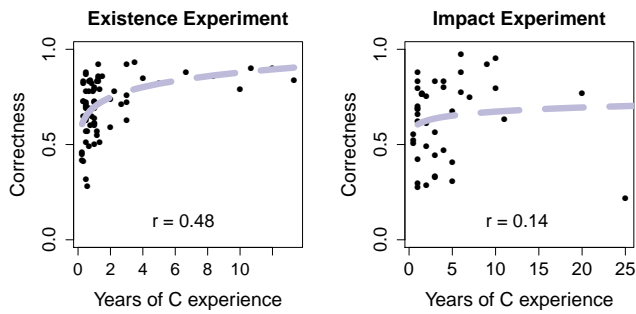 Existence Experiment
Correctness
0.0
0.5
1.0
r = 0.48
0 2 4 6 8 10
Years of C experience
Impact Experiment
Correctness
0.0
0.5
1.0
r = 0.14
0 5 10 15 20 25
Years of C experience